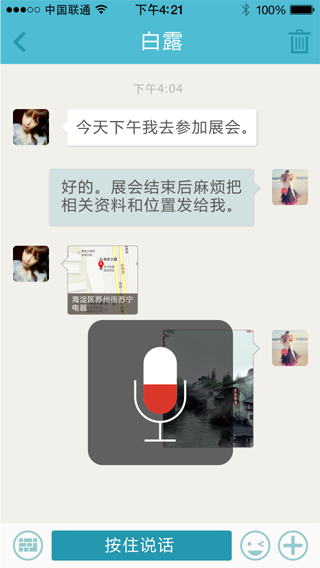 中国联通
下午4:21
100%
白露
下午4:04
今天下午我去参加展会。
好的。展会结束后麻烦把
相关资料和位置发给我。
海淀区苏州街苏宁
电器
按住说话